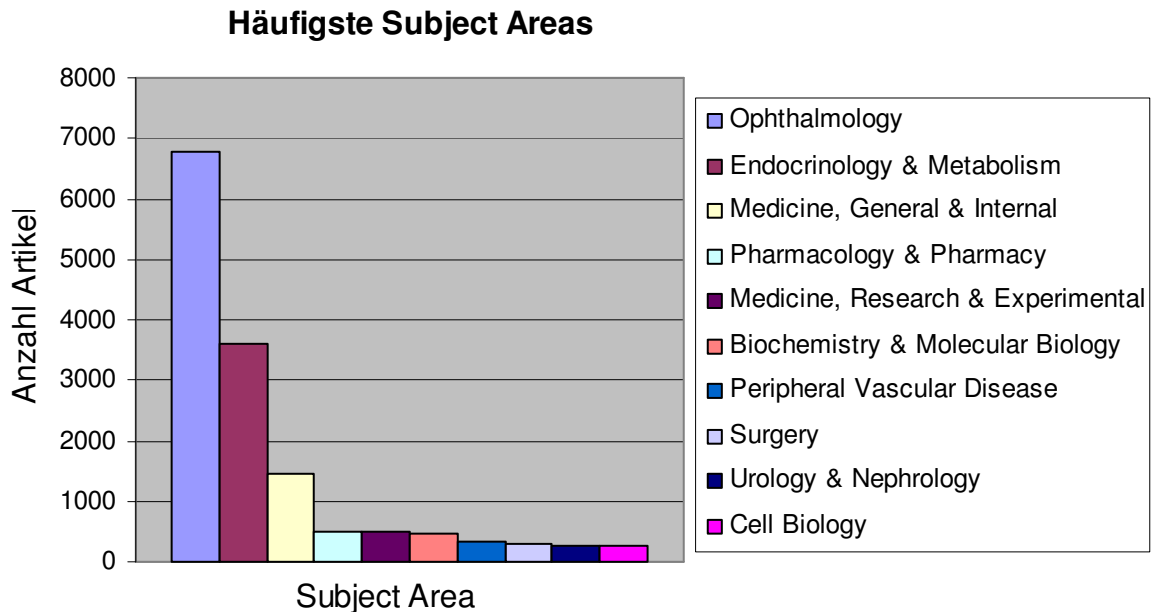 Häufigste Subject Areas
Anzahl Artikel
8000
7000
6000
5000
4000
3000
2000
1000
0
Subject Area
Ophthalmology
Endocrinology & Metabolism
Medicine, General & Internal
Pharmacology & Pharmacy
Medicine, Research & Experimental
Biochemistry & Molecular Biology
Peripheral Vascular Disease
Surgery
Urology & Nephrology
Cell Biology